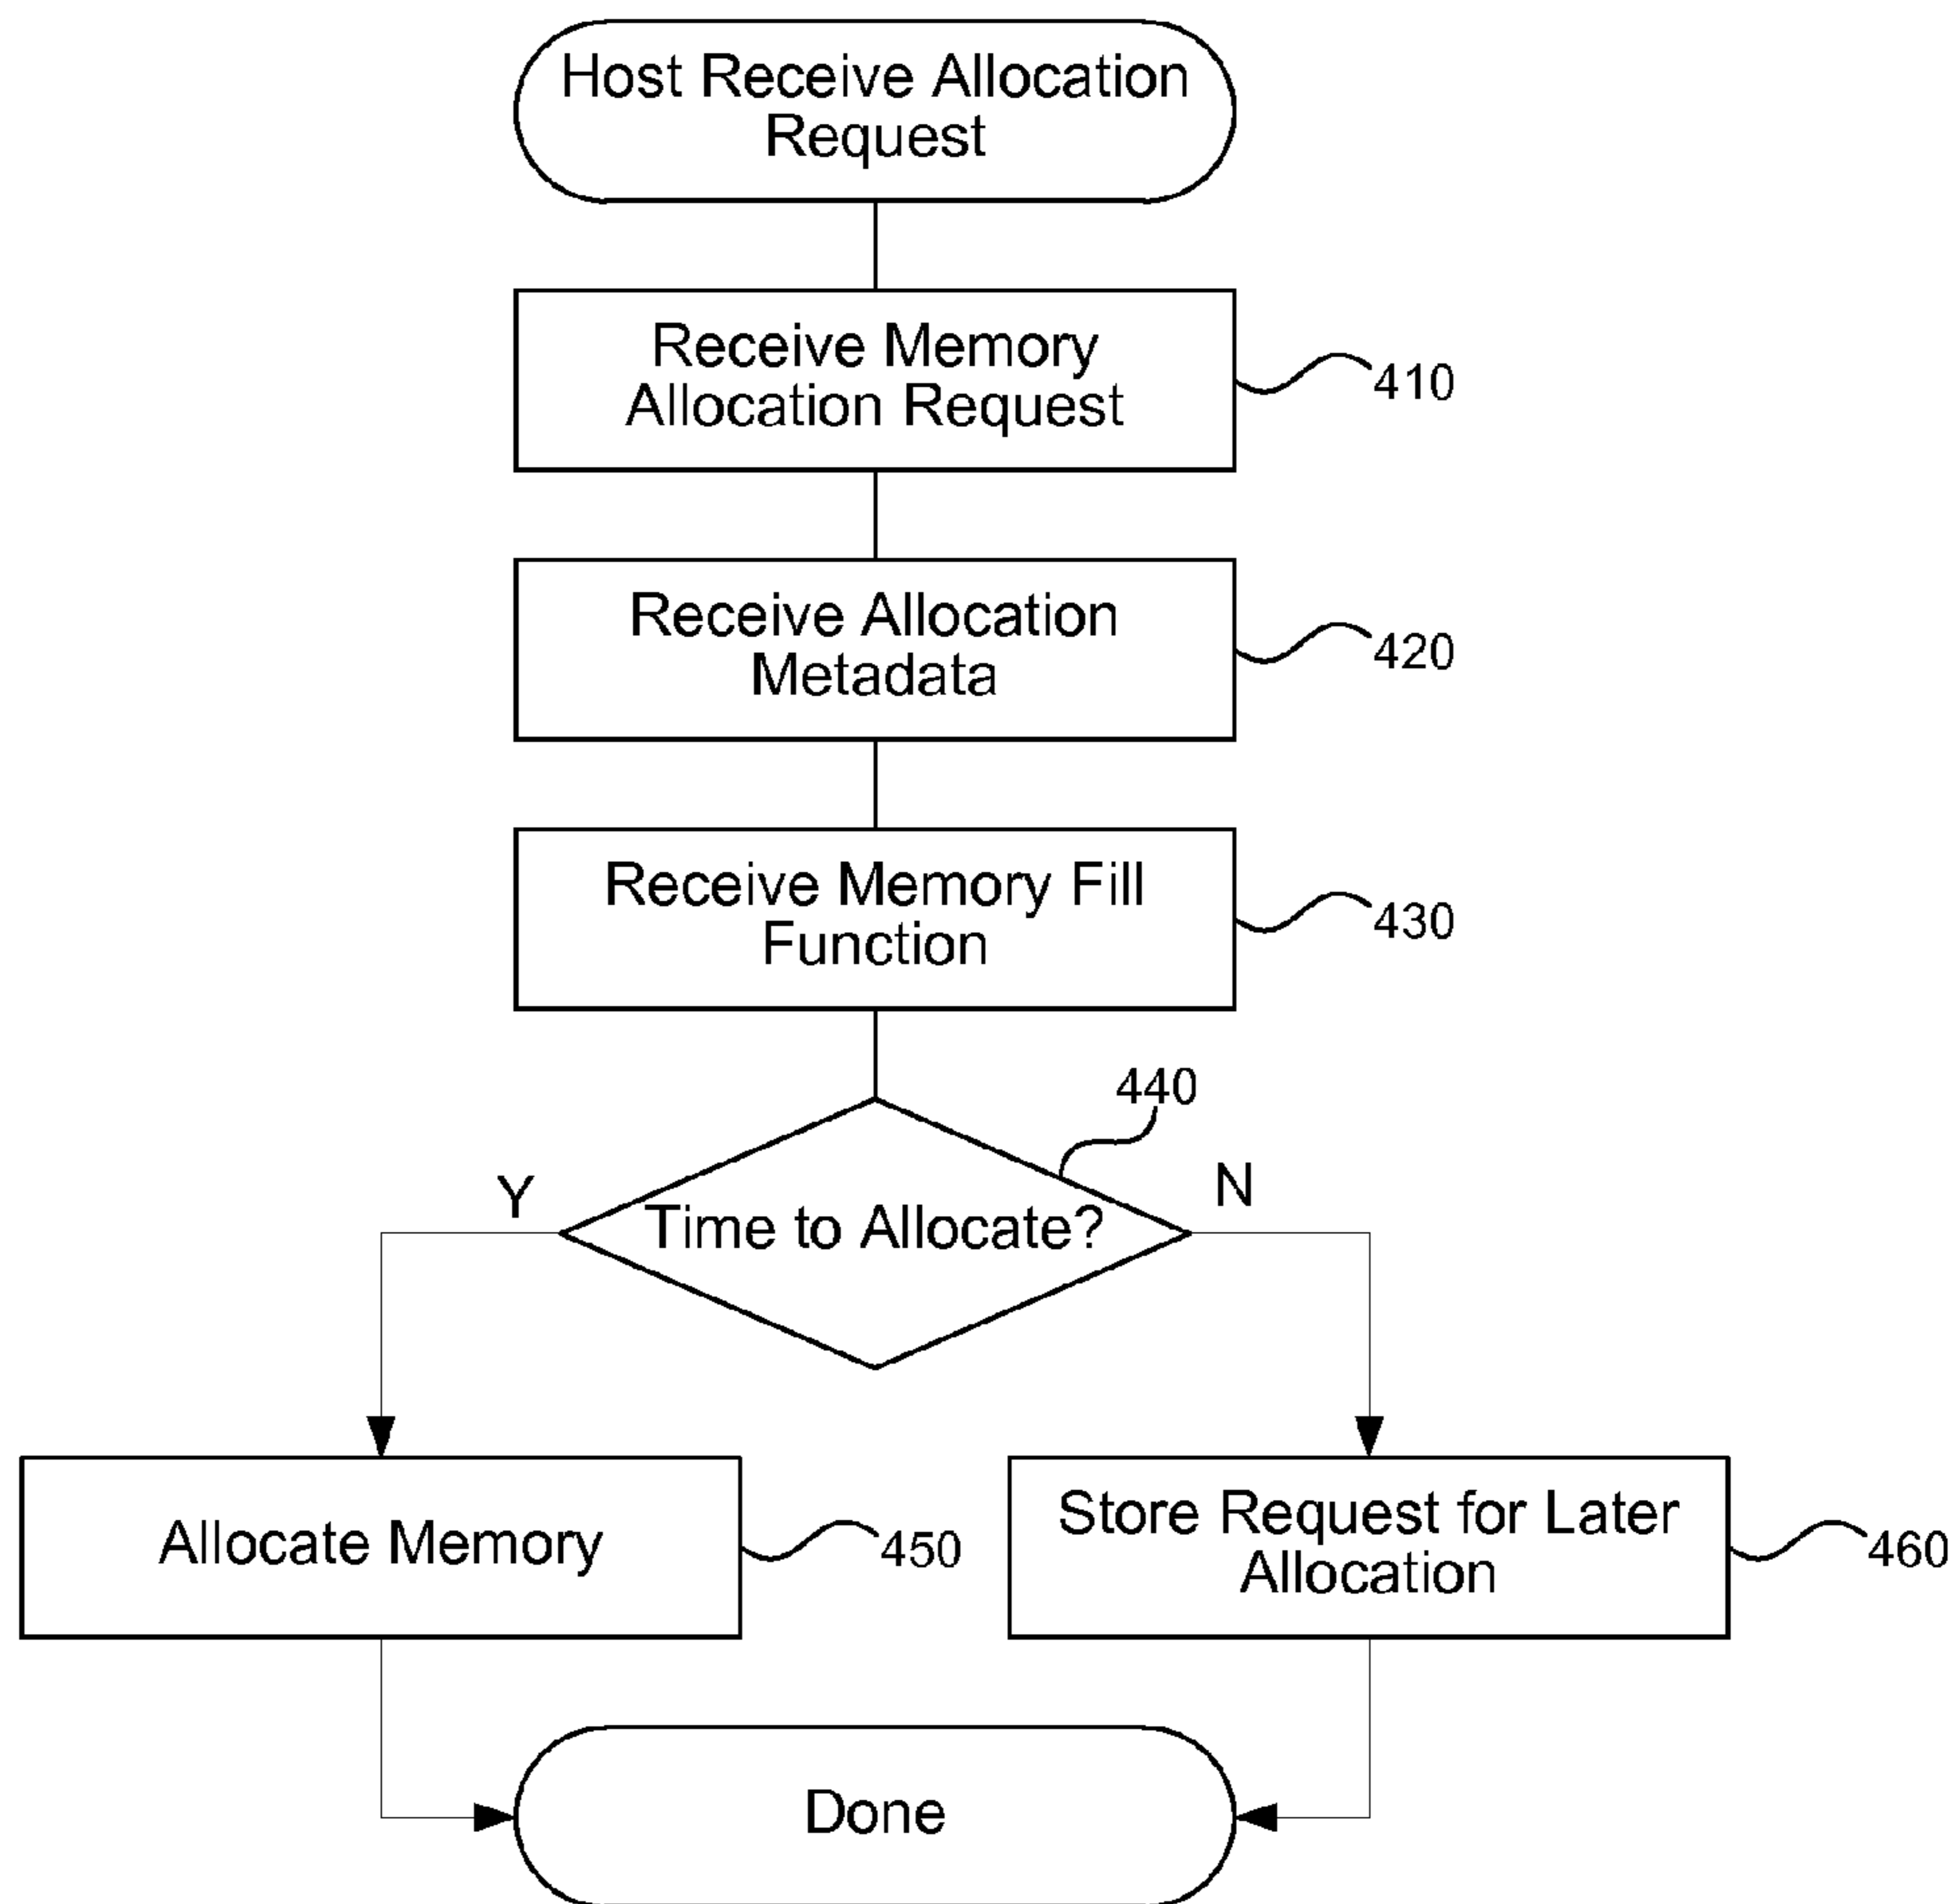 Host Receive Allocation
Request
Receive Memory
Allocation Request
410
Receive Allocation
Metadata
420
Receive Memory Fill
Function
430
440
Y
N
Time to Allocate?
Allocate Memory
450
Store Request for Later
Allocation
460
Done